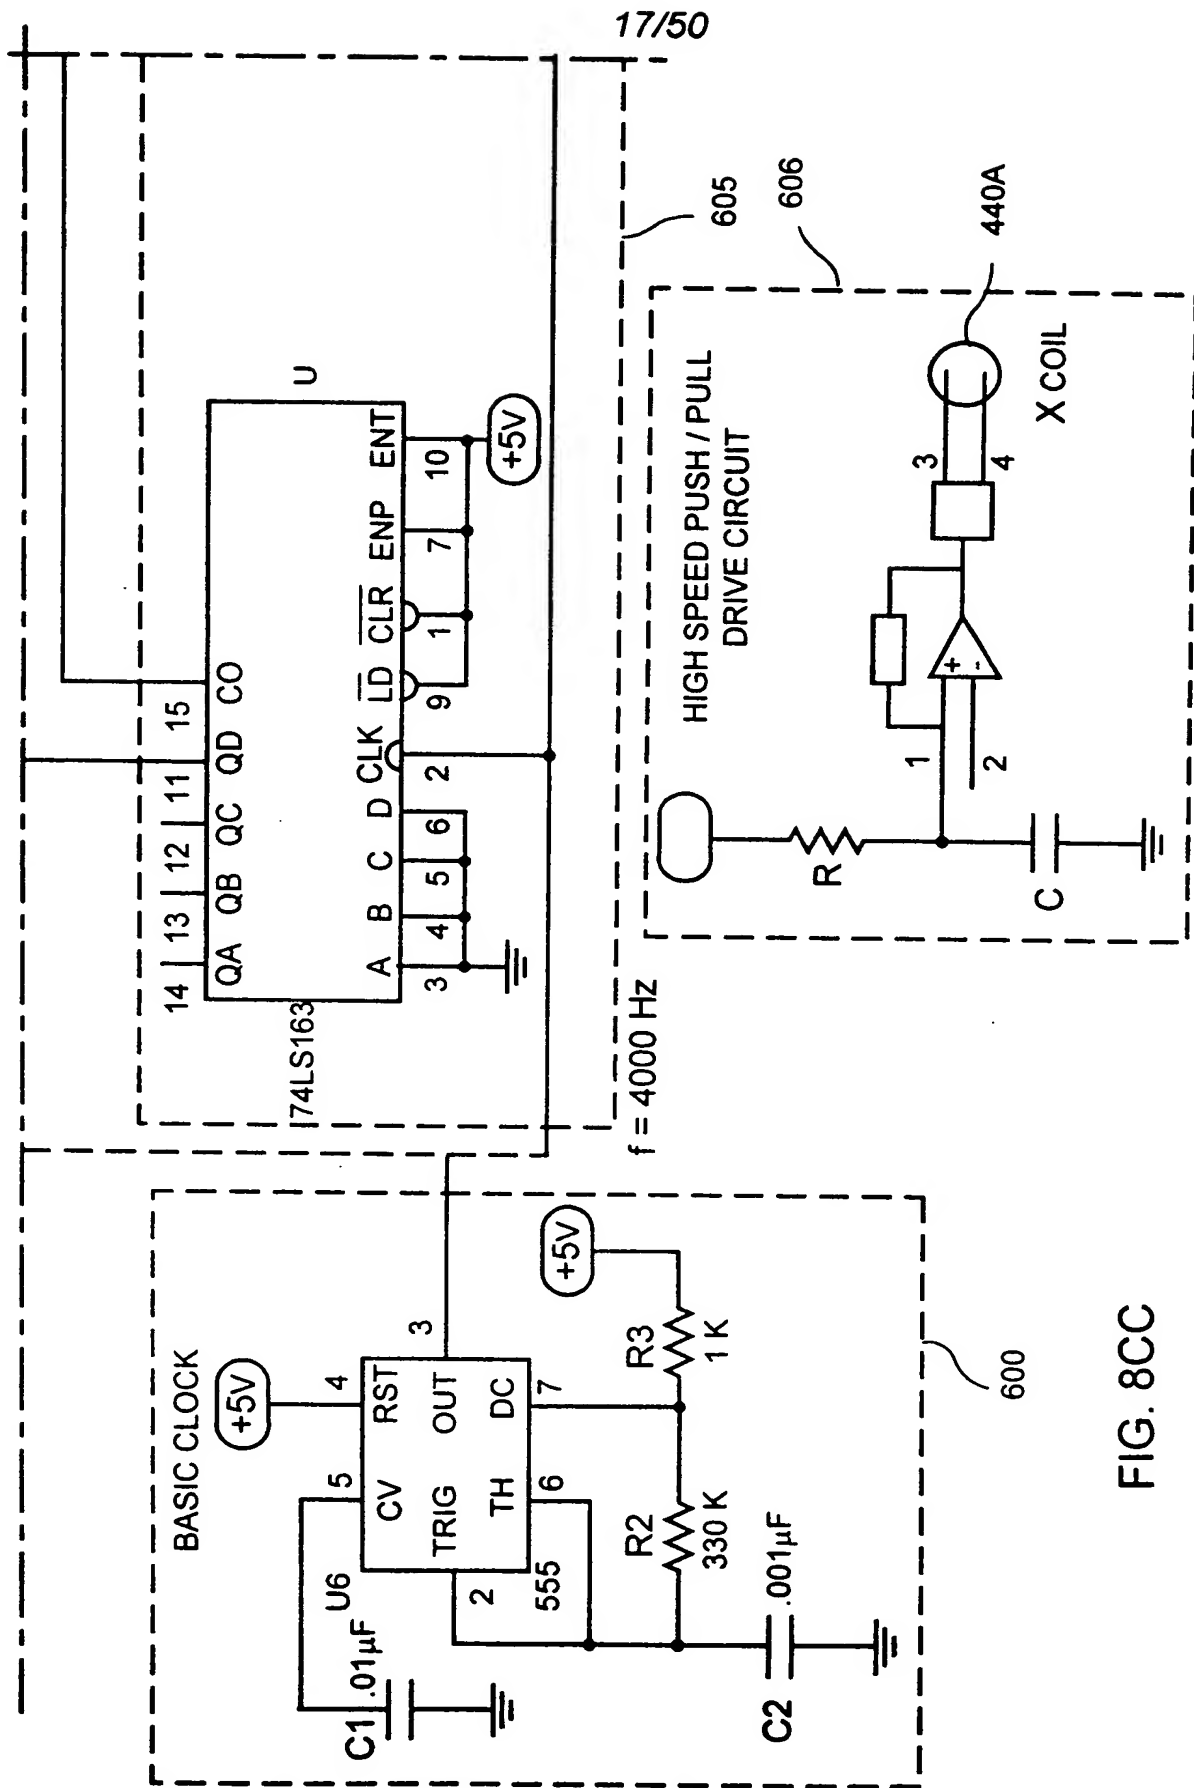 17/50
BASIC CLOCK
+5V
4
5
3
RST
CV
OUT
TRIG
DC
TH
7
6
2
U6
555
C1 .01µF
+5V
R3
1 K
R2
330 K
C2 .001µF
600
74LS163
U
14 13 12 11 15
QA QB QC QD CO
A B C D CLK LD CLR ENP ENT
3 4 5 6 2 9 1 7 10
+5V
605
f = 4000 Hz
HIGH SPEED PUSH / PULL
DRIVE CIRCUIT
R
C
1
2
+
-
3
4
X COIL
606
440A
FIG. 8CC